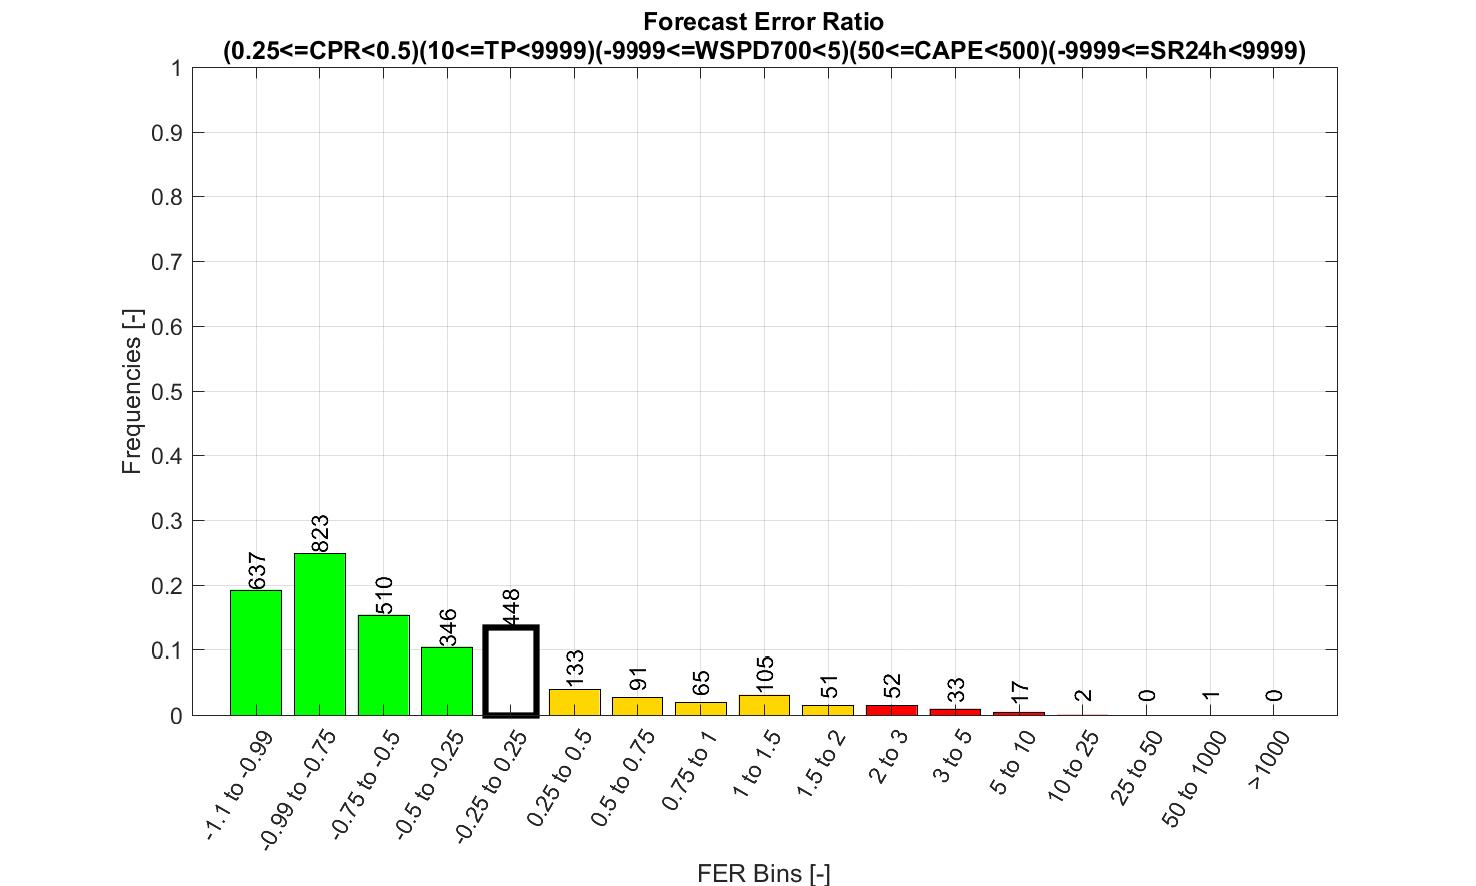 Forecast Error Ratio
(0.25<=CPR<0.5)(10<=TP<9999)(-9999<=WSPD700<5)(50<=CAPE<500)(-9999<=SR24h<9999)
1
0.9
0.8
0.7
0.6
0.5
0.4
0.3
0.2
0.1
0
Frequencies [-]
637
823
510
346
448
133
91
65
105
51
52
33
17
2
0
1
0
-1.1 to -0.99
-0.99 to -0.75
-0.75 to -0.5
-0.5 to -0.25
-0.25 to 0.25
0.25 to 0.5
0.5 to 0.75
0.75 to 1
1 to 1.5
1.5 to 2
2 to 3
3 to 5
5 to 10
10 to 25
25 to 50
50 to 1000
>1000
FER Bins [-]